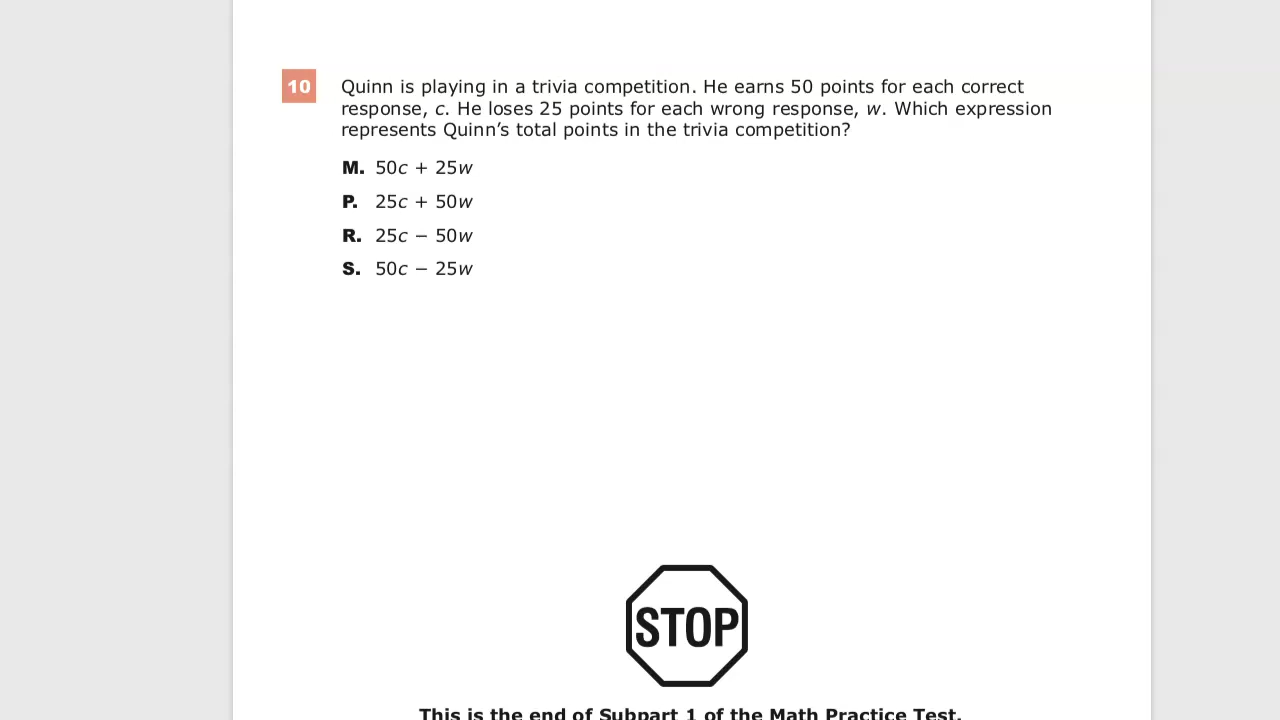 10
Quinn is playing in a trivia competition. He earns 50 points for each correct
response, c. He loses 25 points for each wrong response, w. Which expression
represents Quinn’s total points in the trivia competition?
M. 50c + 25w
P. 25c + 50w
R. 25c − 50w
S. 50c − 25w
STOP
This is the end of Subpart 1 of the Math Practice Test.